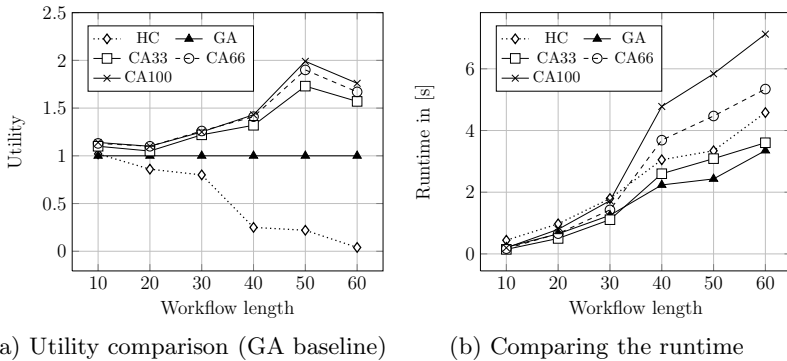 2.5
2
1.5
1
0.5
0
Utility
HC GA
CA33 CA66
CA100
10 20 30 40 50 60
Workflow length
a) Utility comparison (GA baseline)
6
4
2
0
Runtime in [s]
HC GA
CA33 CA66
CA100
10 20 30 40 50 60
Workflow length
(b) Comparing the runtime